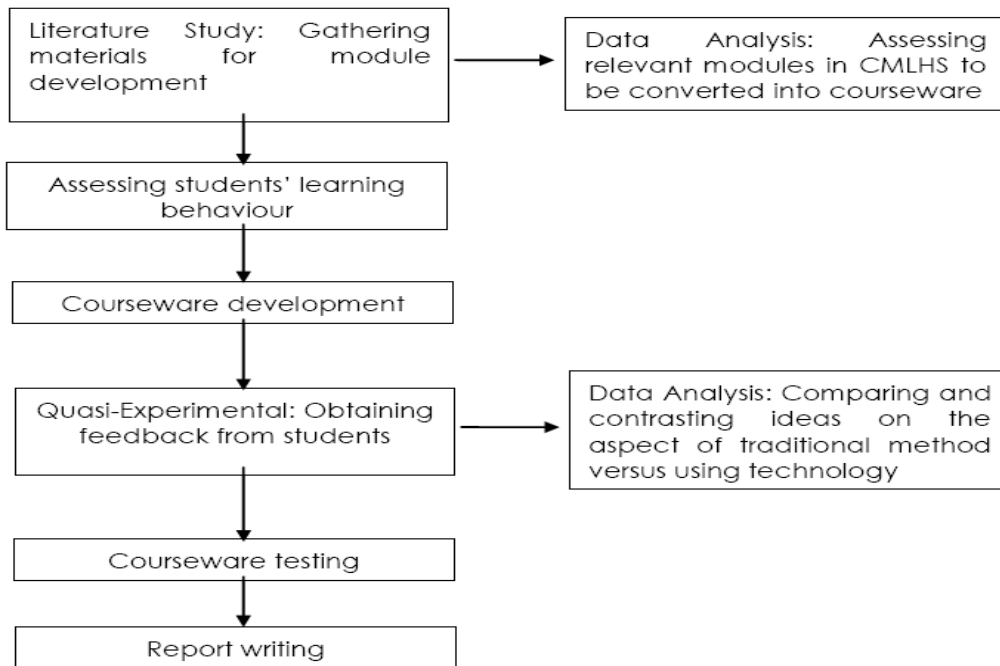 Literature Study: Gathering
materials for module
development
Data Analysis: Assessing
relevant modules in CMLHS to
be converted into courseware
Assessing students' learning
behaviour
Courseware development
Quasi-Experimental: Obtaining
feedback from students
Data Analysis: Comparing and
contrasting ideas on the
aspect of traditional method
versus using technology
Courseware testing
Report writing